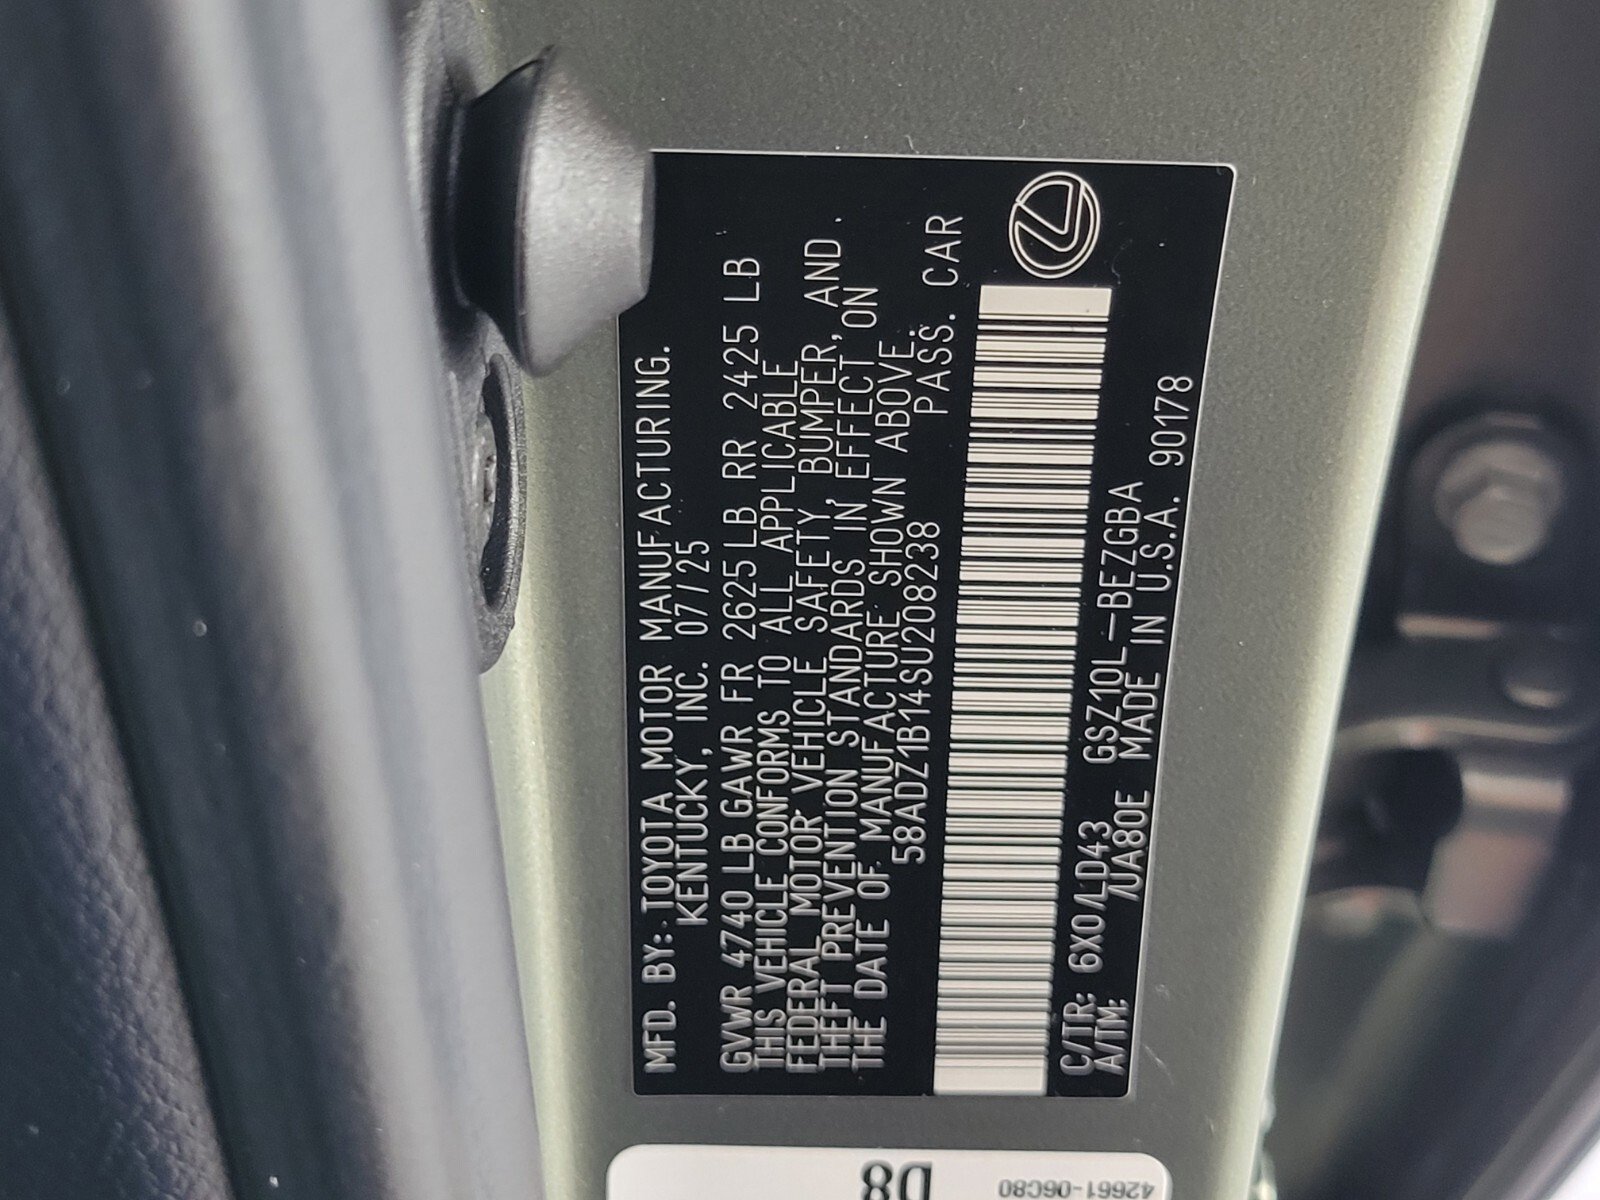 MFD. BY: TOYOTA MOTOR MANUFACTURING.
KENTUCKY, INC. 07/25
GVWR 4740 LB GAWR FR 2625LB RR 2425 LB
THIS VEHICLE CONFORMS TO ALL APPLICABLE
FEDERAL MOTOR VEHICLE SAFETY, BUMPER, AND
THEFT PREVENTION STANDARDS IN EFFECT ON
THE DATE OF MANUFACTURE SHOWN ABOVE.
58ADZ1B14SU208238 PASS. CAR
C/TR: 6X0/LD43 GSZ10L-BEZGBA
A/TM: /UA80E MADE IN U.S.A. 90178
D8
42661-06C80